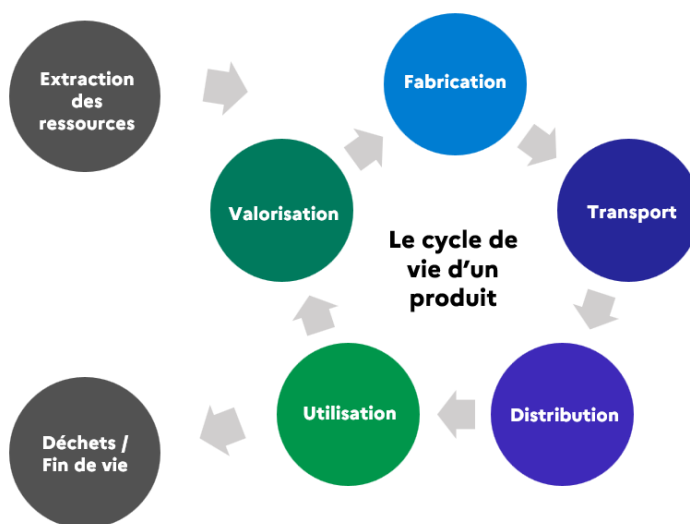 Extraction
des
ressources
Fabrication
Valorisation
Transport
Le cycle de
vie d'un
produit
Utilisation
Distribution
Déchets /
Fin de vie